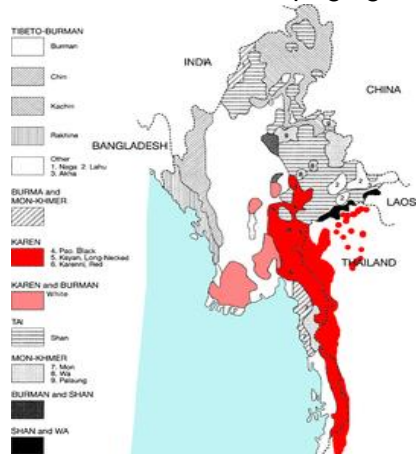 TIBETO-BURMAN
Burman
Chin
Kachin
Rakhine
Other
1. Naga 2. Lahu
3. Akha
BURMA and
MON-KHMER
KAREN
4. Pao, Black
5. Kayan, Long-Necked
6. Karenni, Red
KAREN and BURMAN
White
TAI
Shan
MON-KHMER
7. Mon
8. Wa
9. Palaung
BURMAN and SHAN
SHAN and WA
INDIA
CHINA
BANGLADESH
LAOS
THAILAND
2
2